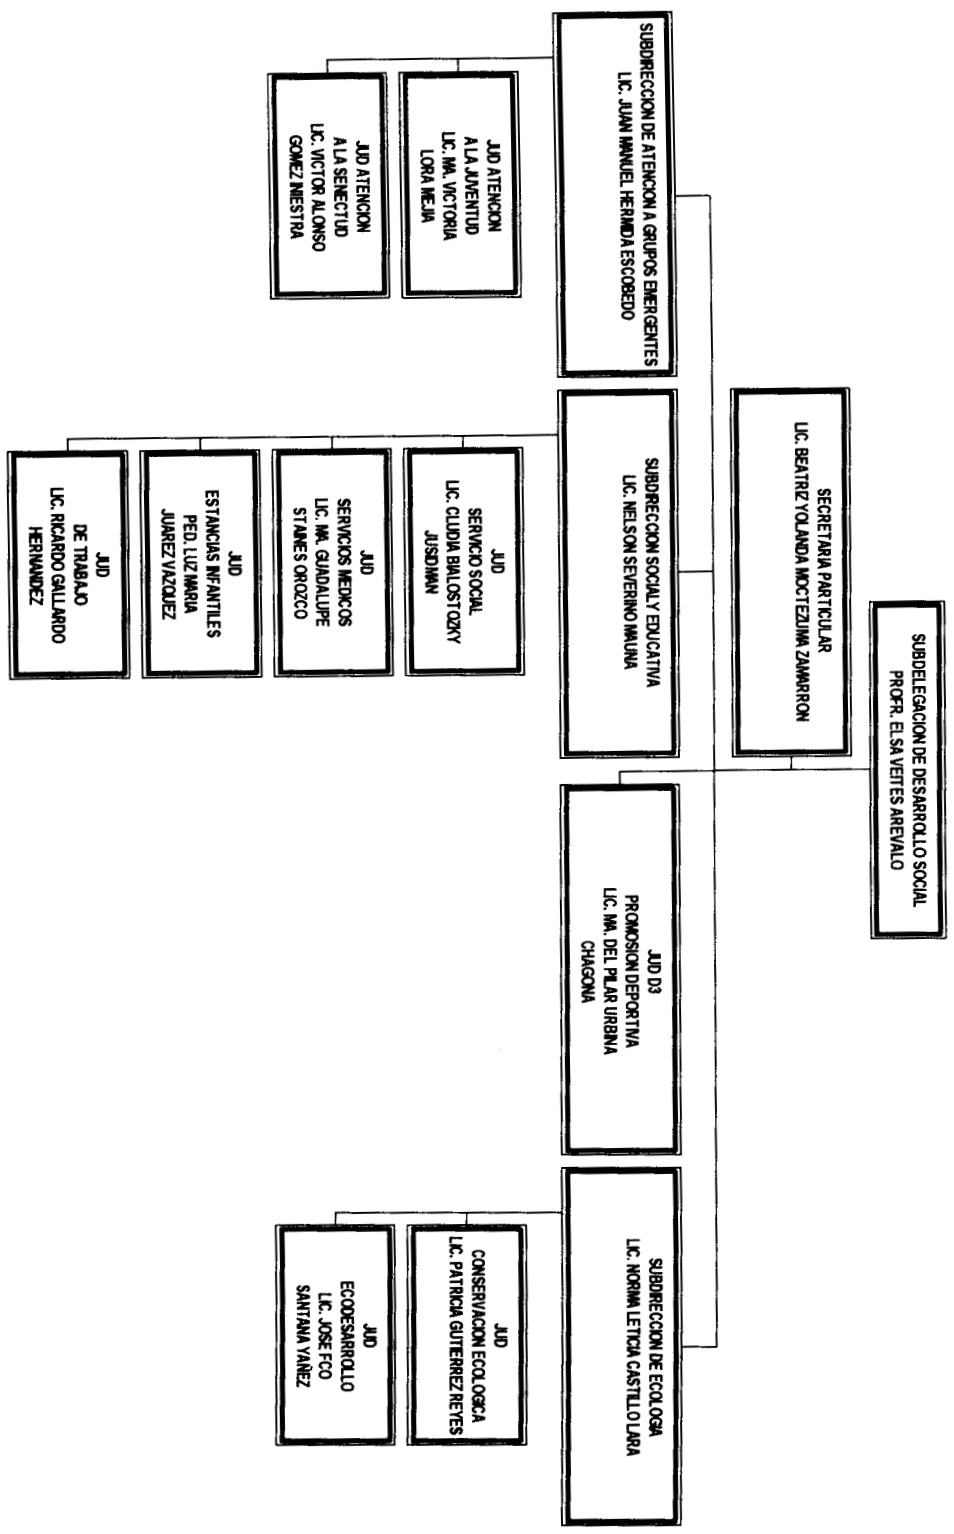 SUBDELEGACION DE DESARROLLO SOCIAL
PROFR. ELSA VEITES AREVALO
SECRETARIA PARTICULAR
LIC. BEATRIZ YOLANDA MOCTEZUMA ZAMARRON
SUBDIRECCION DE ATENCION A GRUPOS EMERGENTES
LIC. JUAN MANUEL HERMIDA ESCOBEDO
JUD ATENCION
A LA JUVENTUD
LIC. MA. VICTORIA
LORA MEJIA
JUD ATENCION
A LA SENECTUD
LIC. VICTOR ALONSO
GOMEZ INIESTRA
SUBDIRECCION SOCIAL Y EDUCATIVA
LIC. NELSON SEVERINO MAUNA
JUD
SERVICIO SOCIAL
LIC. CLUDIA BIALOSTOZKY
JUSIDMAN
JUD
SERVICIOS MEDICOS
LIC. MA. GUADALUPE
STAINES OROZCO
JUD
ESTANCIAS INFANTILES
PED. LUZ MARIA
JUAREZ VAZQUEZ
JUD
DE TRABAJO
LIC. RICARDO GALLARDO
HERNANDEZ
JUD D3
PROMOSION DEPORTIVA
LIC. MA. DEL PILAR URBINA
CHAGONA
SUBDIRECCION DE ECOLOGIA
LIC. NORMA LETICIA CASTILLO LARA
JUD
CONSERVACION ECOLOGICA
LIC. PATRICIA GUTIERREZ REYES
JUD
ECODESARROLLO
LIC. JOSE FCO
SANTANA YAÑEZ